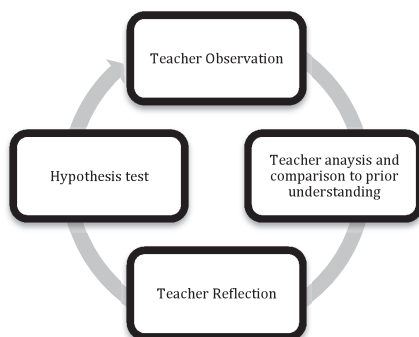 Teacher Observation
Teacher anaysis and
comparison to prior
understanding
Teacher Reflection
Hypothesis test